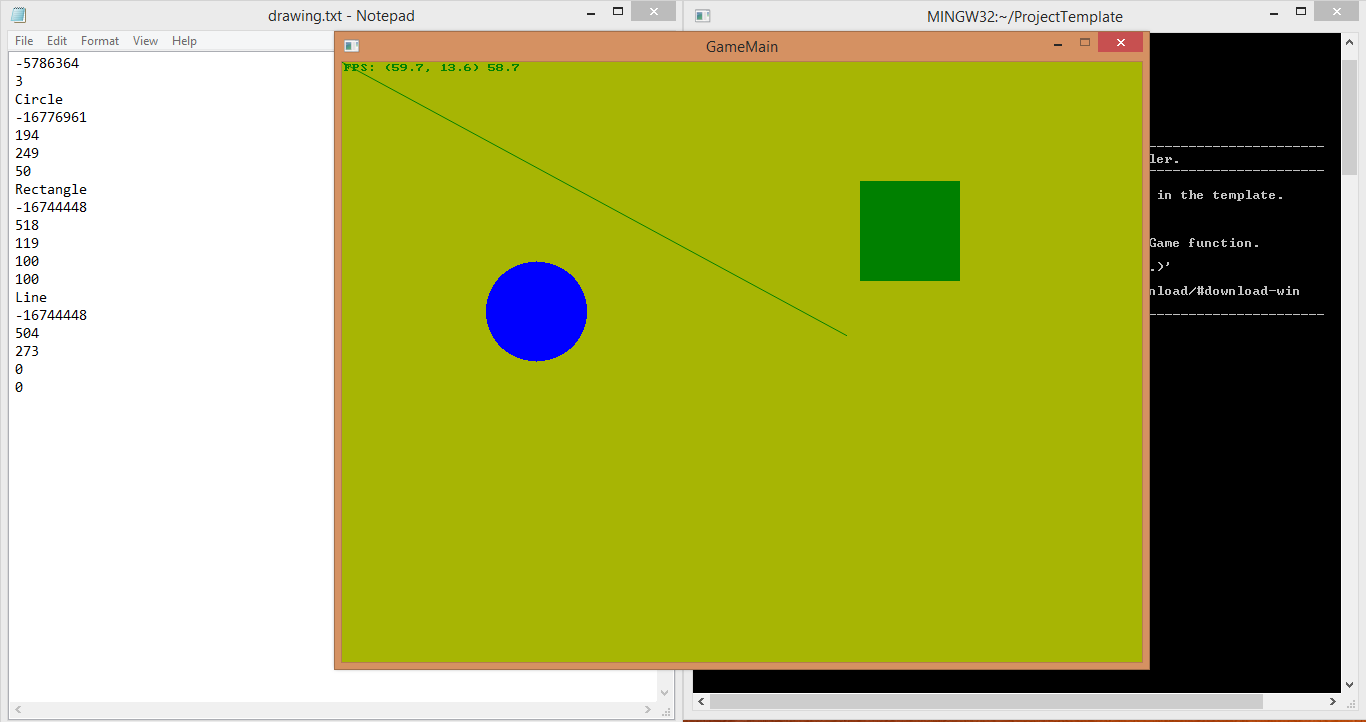 drawing.txt - Notepad
File Edit Format View Help
-5786364
3
Circle
-16776961
194
249
50
Rectangle
-16744448
518
119
100
100
Line
-16744448
504
273
0
0
GameMain
FPS: (59.7, 13.6) 58.7
MINGW32:~/ProjectTemplate
ler.
in the template.
Game function.
.)'
nload/#download-win